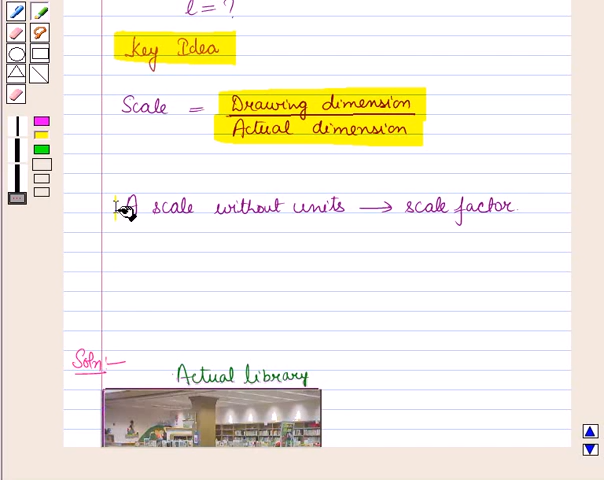 l = ?
Key Idea
Scale = Drawing dimension
Actual dimension
A scale without units → scale factor.
Soln:-
Actual library